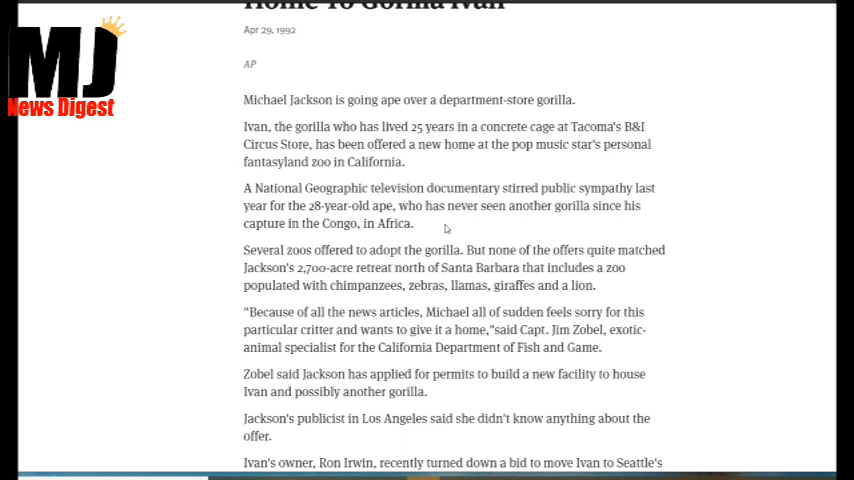 Home To Gorilla Ivan
Apr 29, 1992
MJ
News Digest
AP
Michael Jackson is going ape over a department-store gorilla.
Ivan, the gorilla who has lived 25 years in a concrete cage at Tacoma's B&I
Circus Store, has been offered a new home at the pop music star's personal
fantasyland zoo in California.
A National Geographic television documentary stirred public sympathy last
year for the 28-year-old ape, who has never seen another gorilla since his
capture in the Congo, in Africa.
Several zoos offered to adopt the gorilla. But none of the offers quite matched
Jackson's 2,700-acre retreat north of Santa Barbara that includes a zoo
populated with chimpanzees, zebras, llamas, giraffes and a lion.
"Because of all the news articles, Michael all of sudden feels sorry for this
particular critter and wants to give it a home,"said Capt. Jim Zobel, exotic-
animal specialist for the California Department of Fish and Game.
Zobel said Jackson has applied for permits to build a new facility to house
Ivan and possibly another gorilla.
Jackson's publicist in Los Angeles said she didn't know anything about the
offer.
Ivan's owner, Ron Irwin, recently turned down a bid to move Ivan to Seattle's